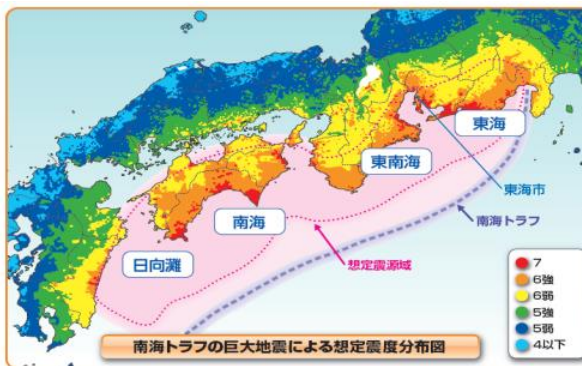 東海
東南海
東海市
南海
南海トラフ
日向灘
想定震源域
7
6強
6弱
5強
5弱
4以下
南海トラフの巨大地震による想定震度分布図